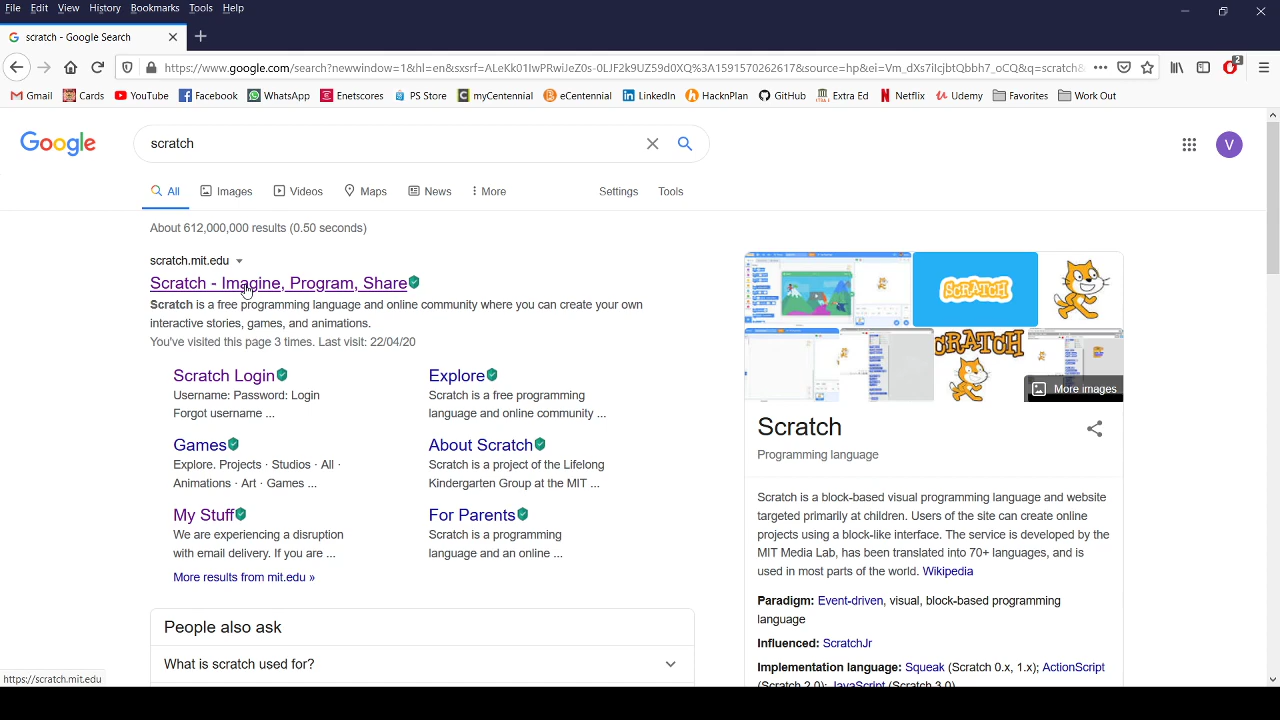 File Edit View History Bookmarks Tools Help
scratch - Google Search
https://www.google.com/search?newwindow=1&hl=en&sxsrf=ALeKk01IwPRwiJeZ0s-0LJF2k9UZ59d0XQ%3A1591570262617&source=hp&ei=Vm_dXs7iIcjbtQbbh7_oCQ&q=scratch&
2
Gmail Cards YouTube Facebook WhatsApp Enetscores PS Store myCentennial eCentennial LinkedIn HacknPlan GitHub Extra Ed Netflix Udemy Favorites Work Out
Google
scratch
V
All Images Videos Maps News More Settings Tools
About 612,000,000 results (0.50 seconds)
scratch.mit.edu
Scratch - Imagine, Program, Share
Scratch is a free programming language and online community where you can create your own
interactive stories, games, and animations.
You've visited this page 3 times. Last visit: 22/04/20
Scratch Login
Username: Password: Login
Forgot username ...
Explore
Scratch is a free programming
language and online community ...
Games
Explore. Projects · Studios · All ·
Animations · Art · Games ...
About Scratch
Scratch is a project of the Lifelong
Kindergarten Group at the MIT ...
My Stuff
We are experiencing a disruption
with email delivery. If you are ...
For Parents
Scratch is a programming
language and an online ...
More results from mit.edu »
People also ask
What is scratch used for?
https://scratch.mit.edu
SCRATCH
SCRATCH
More images
Scratch
Programming language
Scratch is a block-based visual programming language and website
targeted primarily at children. Users of the site can create online
projects using a block-like interface. The service is developed by the
MIT Media Lab, has been translated into 70+ languages, and is
used in most parts of the world. Wikipedia
Paradigm: Event-driven, visual, block-based programming
language
Influenced: ScratchJr
Implementation language: Squeak (Scratch 0.x, 1.x); ActionScript
(Scratch 2.0); JavaScript (Scratch 3.0)